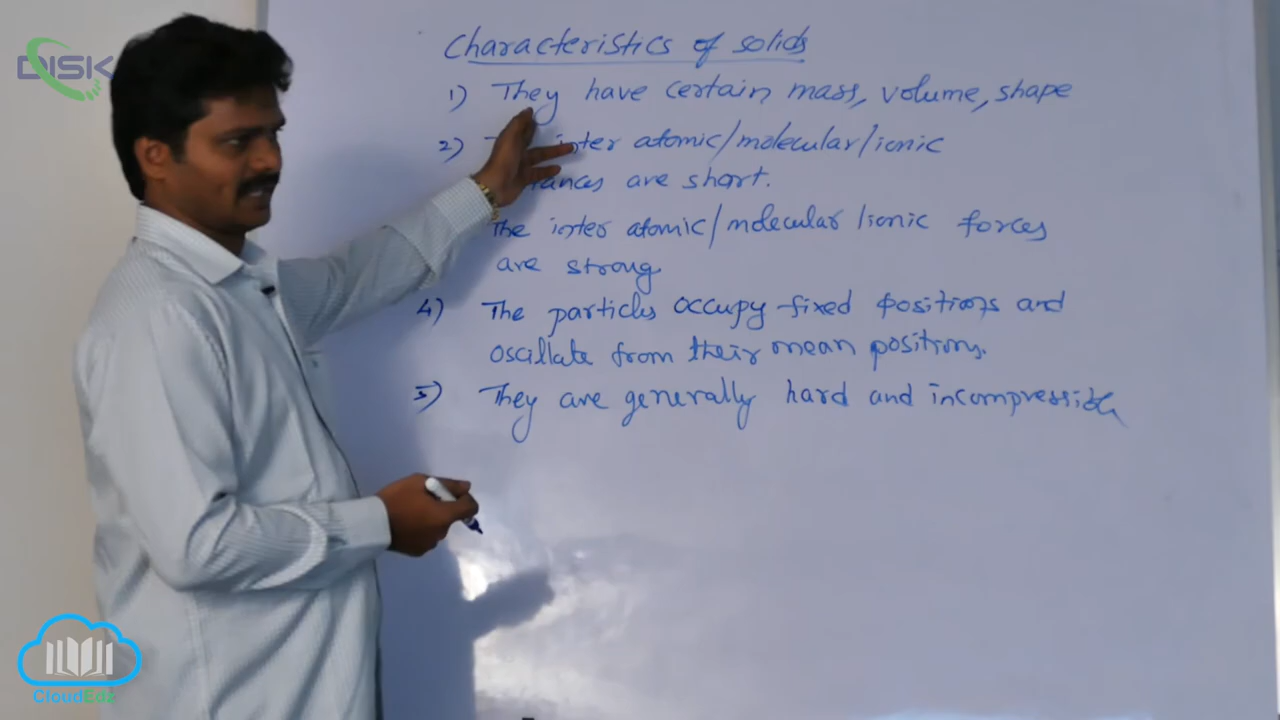 DISK
Characteristics of solids
1) They have certain mass, volume, shape
2) inter atomic/molecular/ionic
are short.
The inter atomic/molecular/ionic forces
are strong
4) The particles occupy fixed positions and
oscillate from their mean positions.
5) They are generally hard and incompressible
CloudEdx